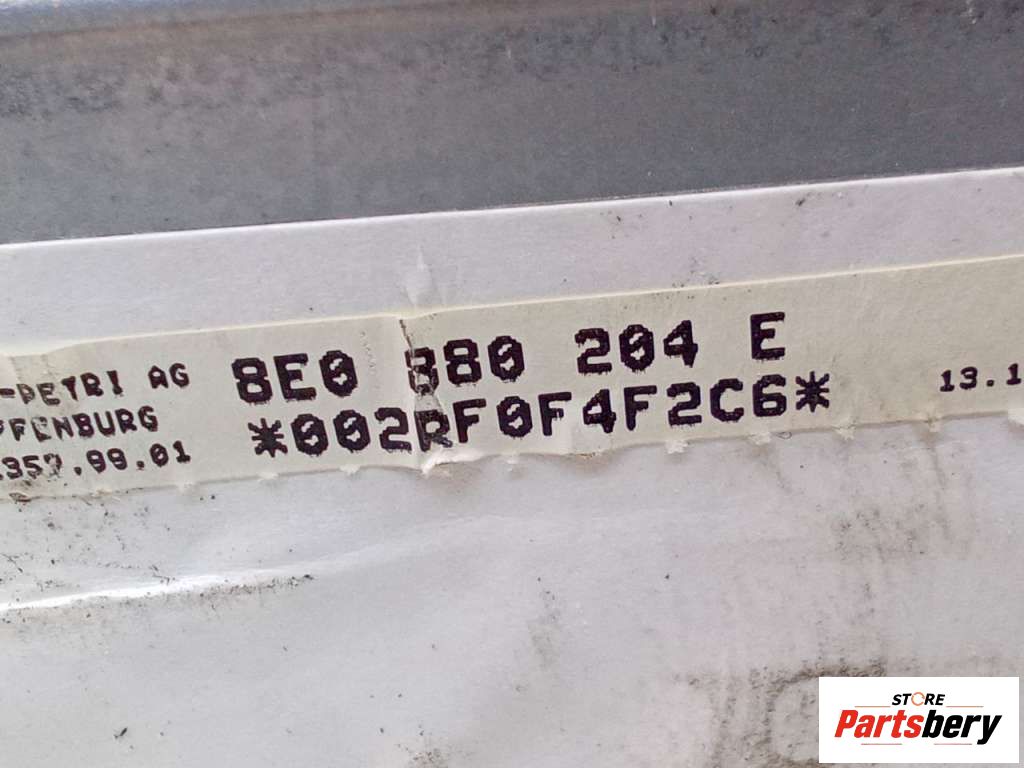 -PETRI AG
FFENBURG
.357.99.01
8E0 880 204 E
*002RF0F4F2C6*
13.1
STORE
Partsbery